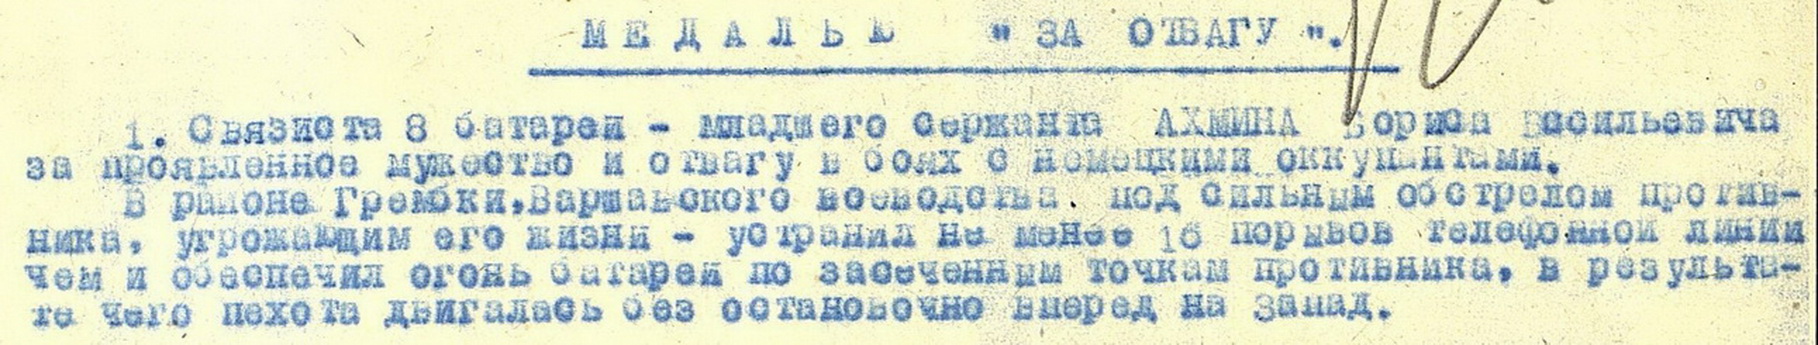 МЕДАЛЬЮ "ЗА ОТВАГУ".
1. Связиста 8 батареи - младшего сержанта АХМИНА Бориса Васильевича
за проявленное мужество и отвагу в боях с немецкими оккупантами.
В районе Грембки,Варшавского воеводства. под сильным обстрелом против-
ника, угрожающим его жизни - устранил не менее 16 порывов телефонной линии
чем и обеспечил огонь батареи по засеченным точкам противника, в результа-
те чего пехота двигалась без остановочно вперед на запад.